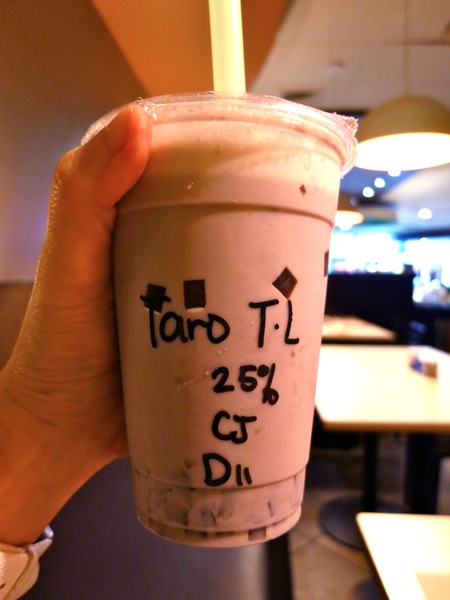 Taro T.L
25%
CJ
D11